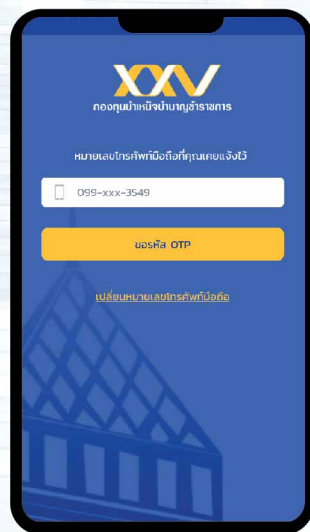 กองทุนบำเหน็จบำนาญข้าราชการ
หมายเลขโทรศัพท์มือถือที่คุณเคยแจ้งไว้
099-xxx-3549
ขอรหัส OTP
เปลี่ยนหมายเลขโทรศัพท์มือถือ